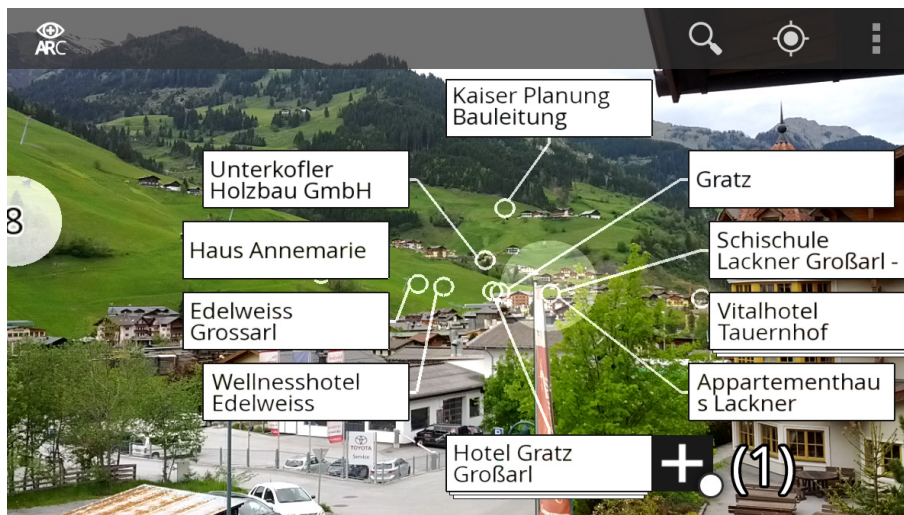 ARC
Kaiser Planung
Bauleitung
Unterkofler
Holzbau GmbH
Gratz
8
Haus Annemarie
Schischule
Lackner Großarl -
Edelweiss
Grossarl
Vitalhotel
Tauernhof
Wellnesshotel
Edelweiss
Appartementhau
s Lackner
TOYOTA
Service
Hotel Gratz
Großarl
(1)